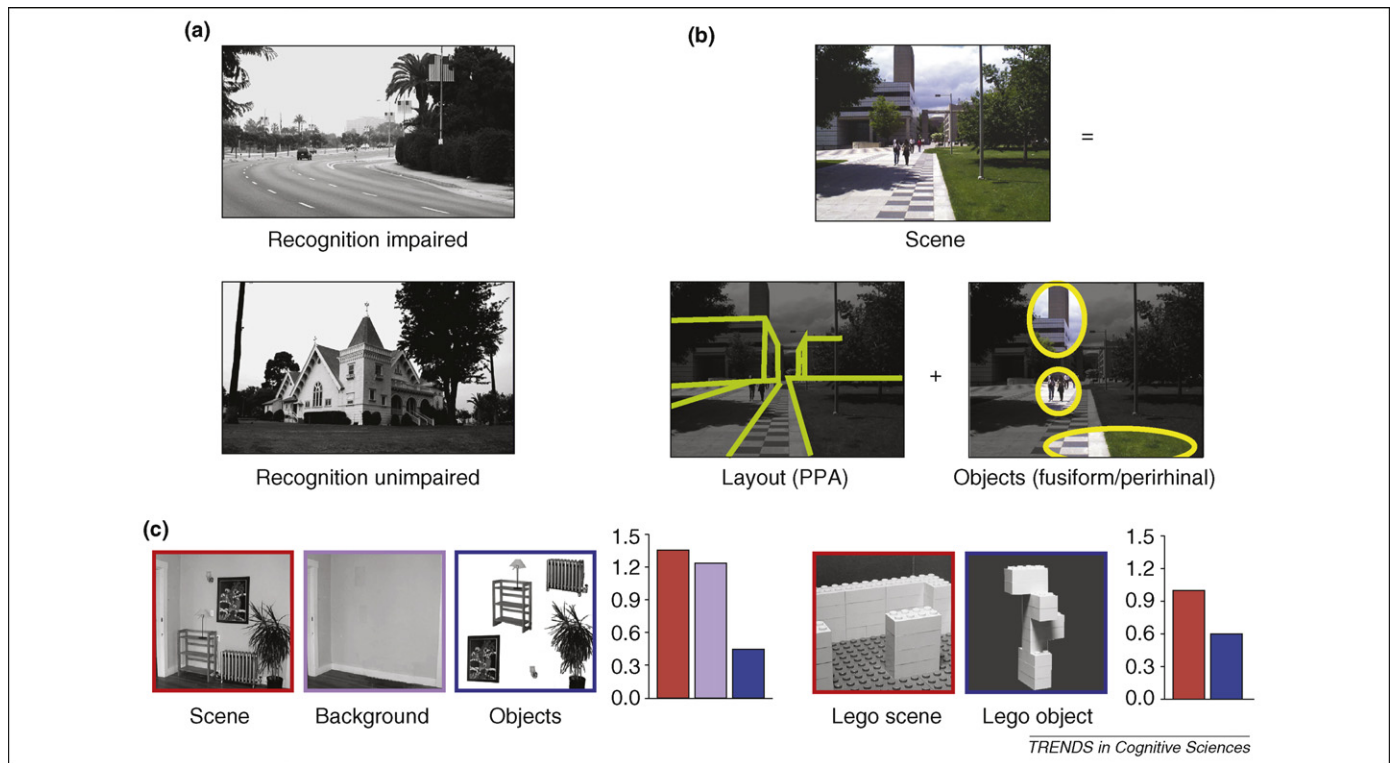 (a)
Recognition impaired
Recognition unimpaired
(b)
Scene
=
Layout (PPA)
+
Objects (fusiform/perirhinal)
(c)
Scene
Background
Objects
1.5
1.2
0.9
0.6
0.3
0.0
Lego scene
Lego object
1.5
1.2
0.9
0.6
0.3
0.0
TRENDS in Cognitive Sciences